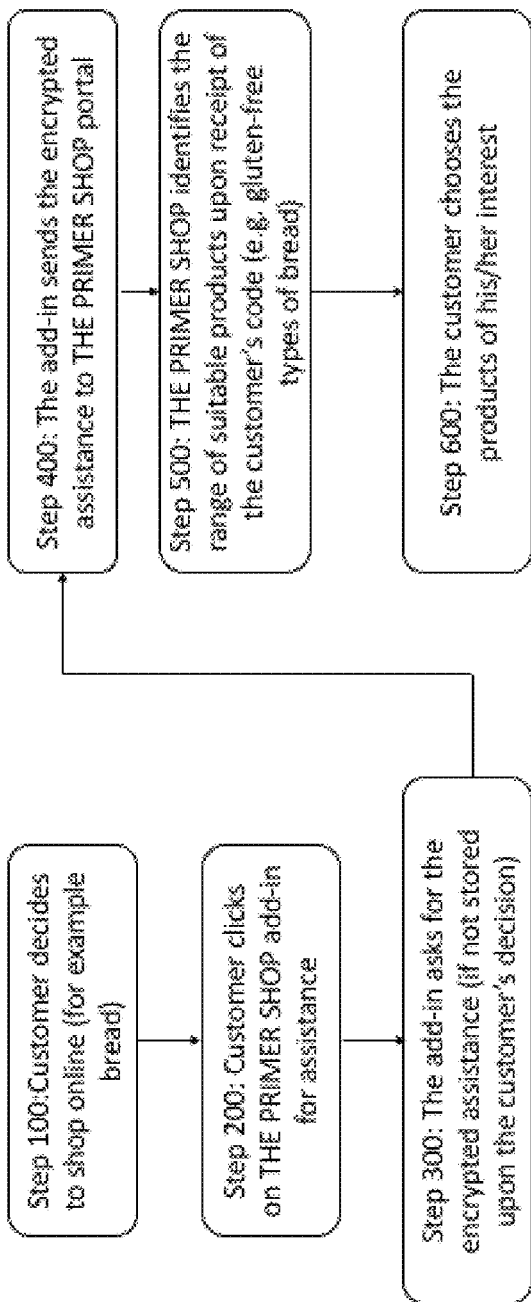 Step 100:Customer decides
to shop online (for example
bread)
Step 200: Customer clicks
on THE PRIMER SHOP add-in
for assistance
Step 300: The add-in asks for the
encrypted assistance (if not stored
upon the customer's decision)
Step 400: The add-in sends the encrypted
assistance to THE PRIMER SHOP portal
Step 500: THE PRIMER SHOP identifies the
range of suitable products upon receipt of
the customer's code (e.g. gluten-free
types of bread)
Step 600: The customer chooses the
products of his/her interest